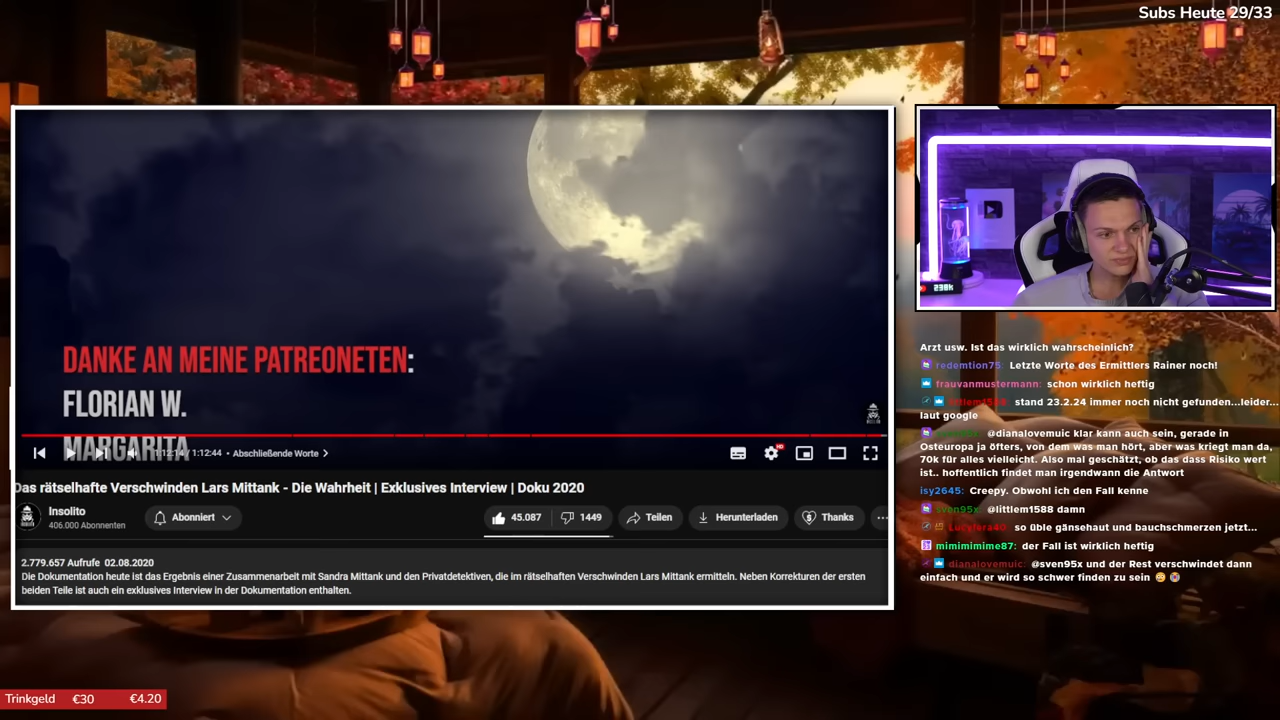 Subs Heute 29/33
DANKE AN MEINE PATREONETEN:
FLORIAN W.
MARGARITA
1:12:14 / 1:12:44 • Abschließende Worte
HD
Das rätselhafte Verschwinden Lars Mittank - Die Wahrheit | Exklusives Interview | Doku 2020
Insolito
406.000 Abonnenten
Abonniert
45.087
1449
Teilen
Herunterladen
Thanks
2.779.657 Aufrufe 02.08.2020
Die Dokumentation heute ist das Ergebnis einer Zusammenarbeit mit Sandra Mittank und den Privatdetektiven, die im rätselhaften Verschwinden Lars Mittank ermitteln. Neben Korrekturen der ersten
beiden Teile ist auch ein exklusives Interview in der Dokumentation enthalten.
239k
Arzt usw. Ist das wirklich wahrscheinlich?
redemtion75: Letzte Worte des Ermittlers Rainer noch!
frauvanmustermann: schon wirklich heftig
littlem1588: stand 23.2.24 immer noch nicht gefunden...leider...
laut google
sven95x: @dianalovemuic klar kann auch sein, gerade in
Osteuropa ja öfters, von dem was man hört, aber was kriegt man da,
70k für alles vielleicht. Also mal geschätzt, ob das dass Risiko wert
ist.. hoffentlich findet man irgendwann die Antwort
isy2645: Creepy. Obwohl ich den Fall kenne
sven95x: @littlem1588 damn
Lucyfera40: so üble gänsehaut und bauchschmerzen jetzt...
mimimimime87: der Fall ist wirklich heftig
dianalovemuic: @sven95x und der Rest verschwindet dann
einfach und er wird so schwer finden zu sein
Trinkgeld €30 €4.20